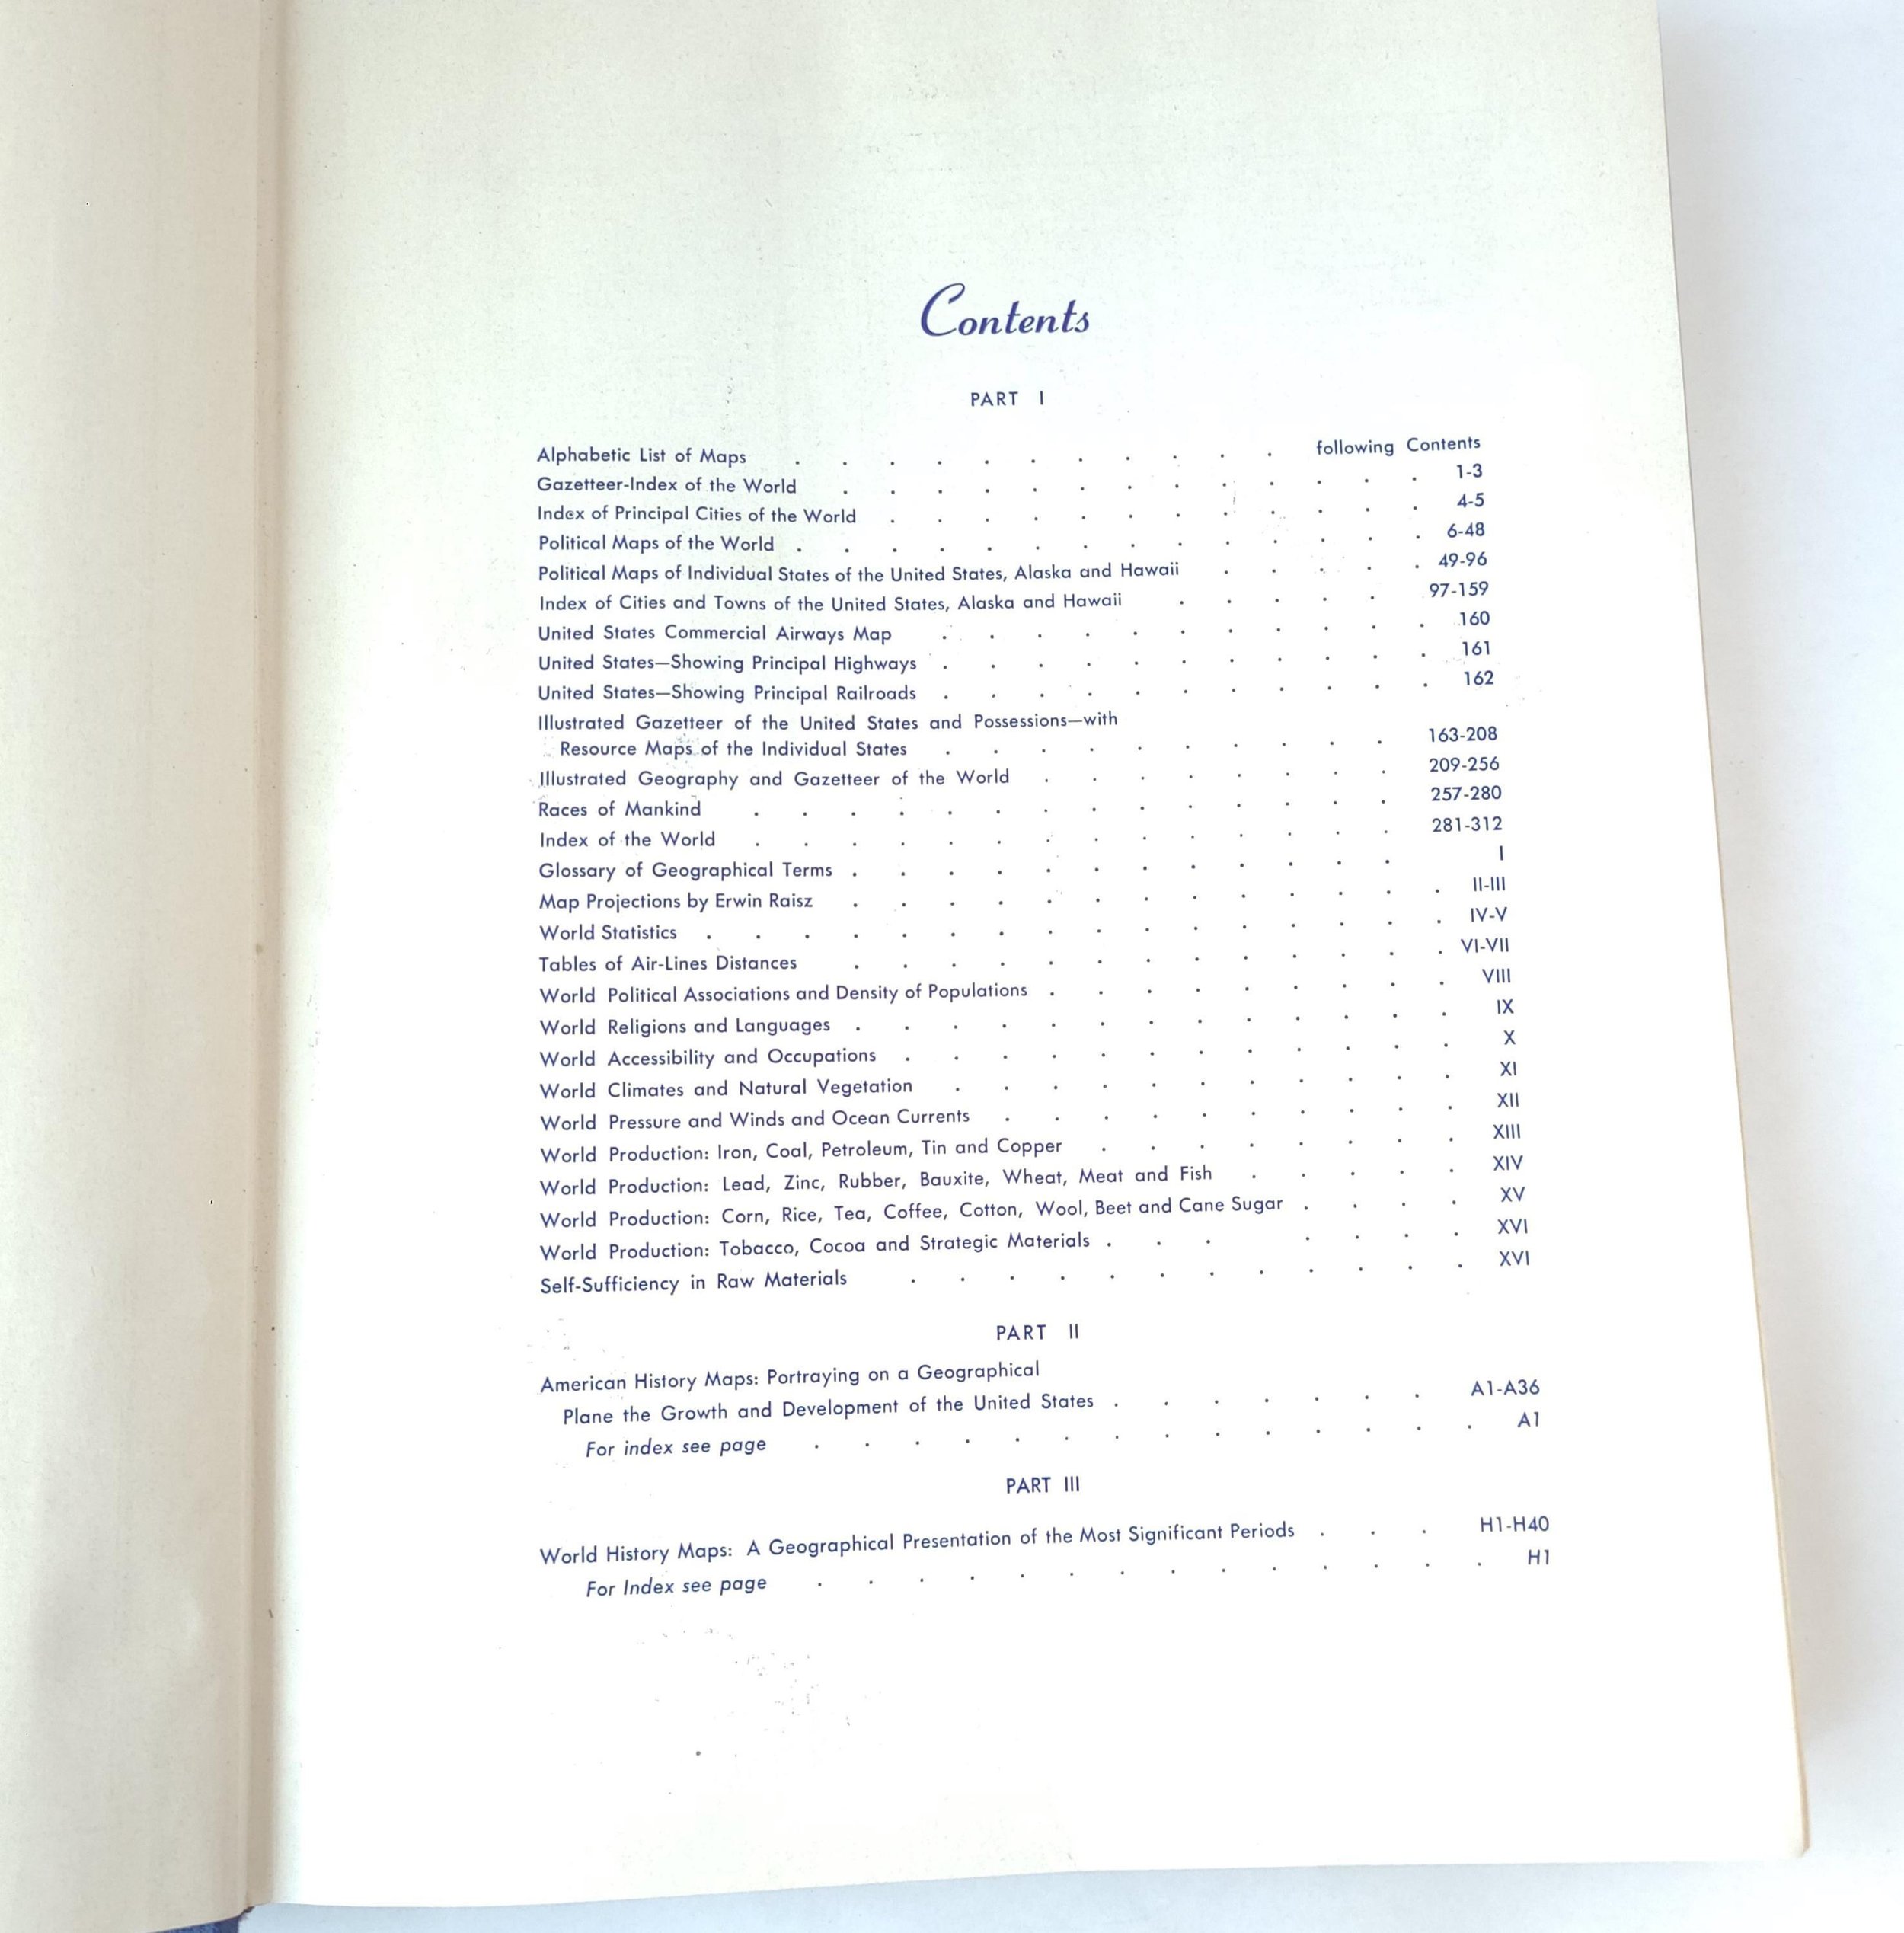 Contents
PART I
Alphabetic List of Maps . . . . . . . . . . . following Contents
Gazetteer-Index of the World . . . . . . . . . . . . . 1-3
Index of Principal Cities of the World . . . . . . . . . . . . 4-5
Political Maps of the World . . . . . . . . . . . . . . 6-48
Political Maps of Individual States of the United States, Alaska and Hawaii . . . . . 49-96
Index of Cities and Towns of the United States, Alaska and Hawaii . . . . . 97-159
United States Commercial Airways Map . . . . . . . . . . . 160
United States—Showing Principal Highways . . . . . . . . . . . 161
United States—Showing Principal Railroads . . . . . . . . . . . 162
Illustrated Gazetteer of the United States and Possessions—with
Resource Maps of the Individual States . . . . . . . . . . 163-208
Illustrated Geography and Gazetteer of the World . . . . . . . . 209-256
Races of Mankind . . . . . . . . . . . . . . 257-280
Index of the World . . . . . . . . . . . . . . 281-312
Glossary of Geographical Terms . . . . . . . . . . . . I
Map Projections by Erwin Raisz . . . . . . . . . . . . . II-III
World Statistics . . . . . . . . . . . . . . . . IV-V
Tables of Air-Lines Distances . . . . . . . . . . . . . VI-VII
World Political Associations and Density of Populations . . . . . . . . . VIII
World Religions and Languages . . . . . . . . . . . . . IX
World Accessibility and Occupations . . . . . . . . . . . . X
World Climates and Natural Vegetation . . . . . . . . . . . XI
World Pressure and Winds and Ocean Currents . . . . . . . . . . XII
World Production: Iron, Coal, Petroleum, Tin and Copper . . . . . . . . XIII
World Production: Lead, Zinc, Rubber, Bauxite, Wheat, Meat and Fish . . . . . XIV
World Production: Corn, Rice, Tea, Coffee, Cotton, Wool, Beet and Cane Sugar . . . . XV
World Production: Tobacco, Cocoa and Strategic Materials . . . . . . . XVI
Self-Sufficiency in Raw Materials . . . . . . . . . . . . XVI
PART II
American History Maps: Portraying on a Geographical
Plane the Growth and Development of the United States . . . . . . . A1-A36
For index see page . . . . . . . . . . . . . . A1
PART III
World History Maps: A Geographical Presentation of the Most Significant Periods . . . H1-H40
For Index see page . . . . . . . . . . . . . . H1